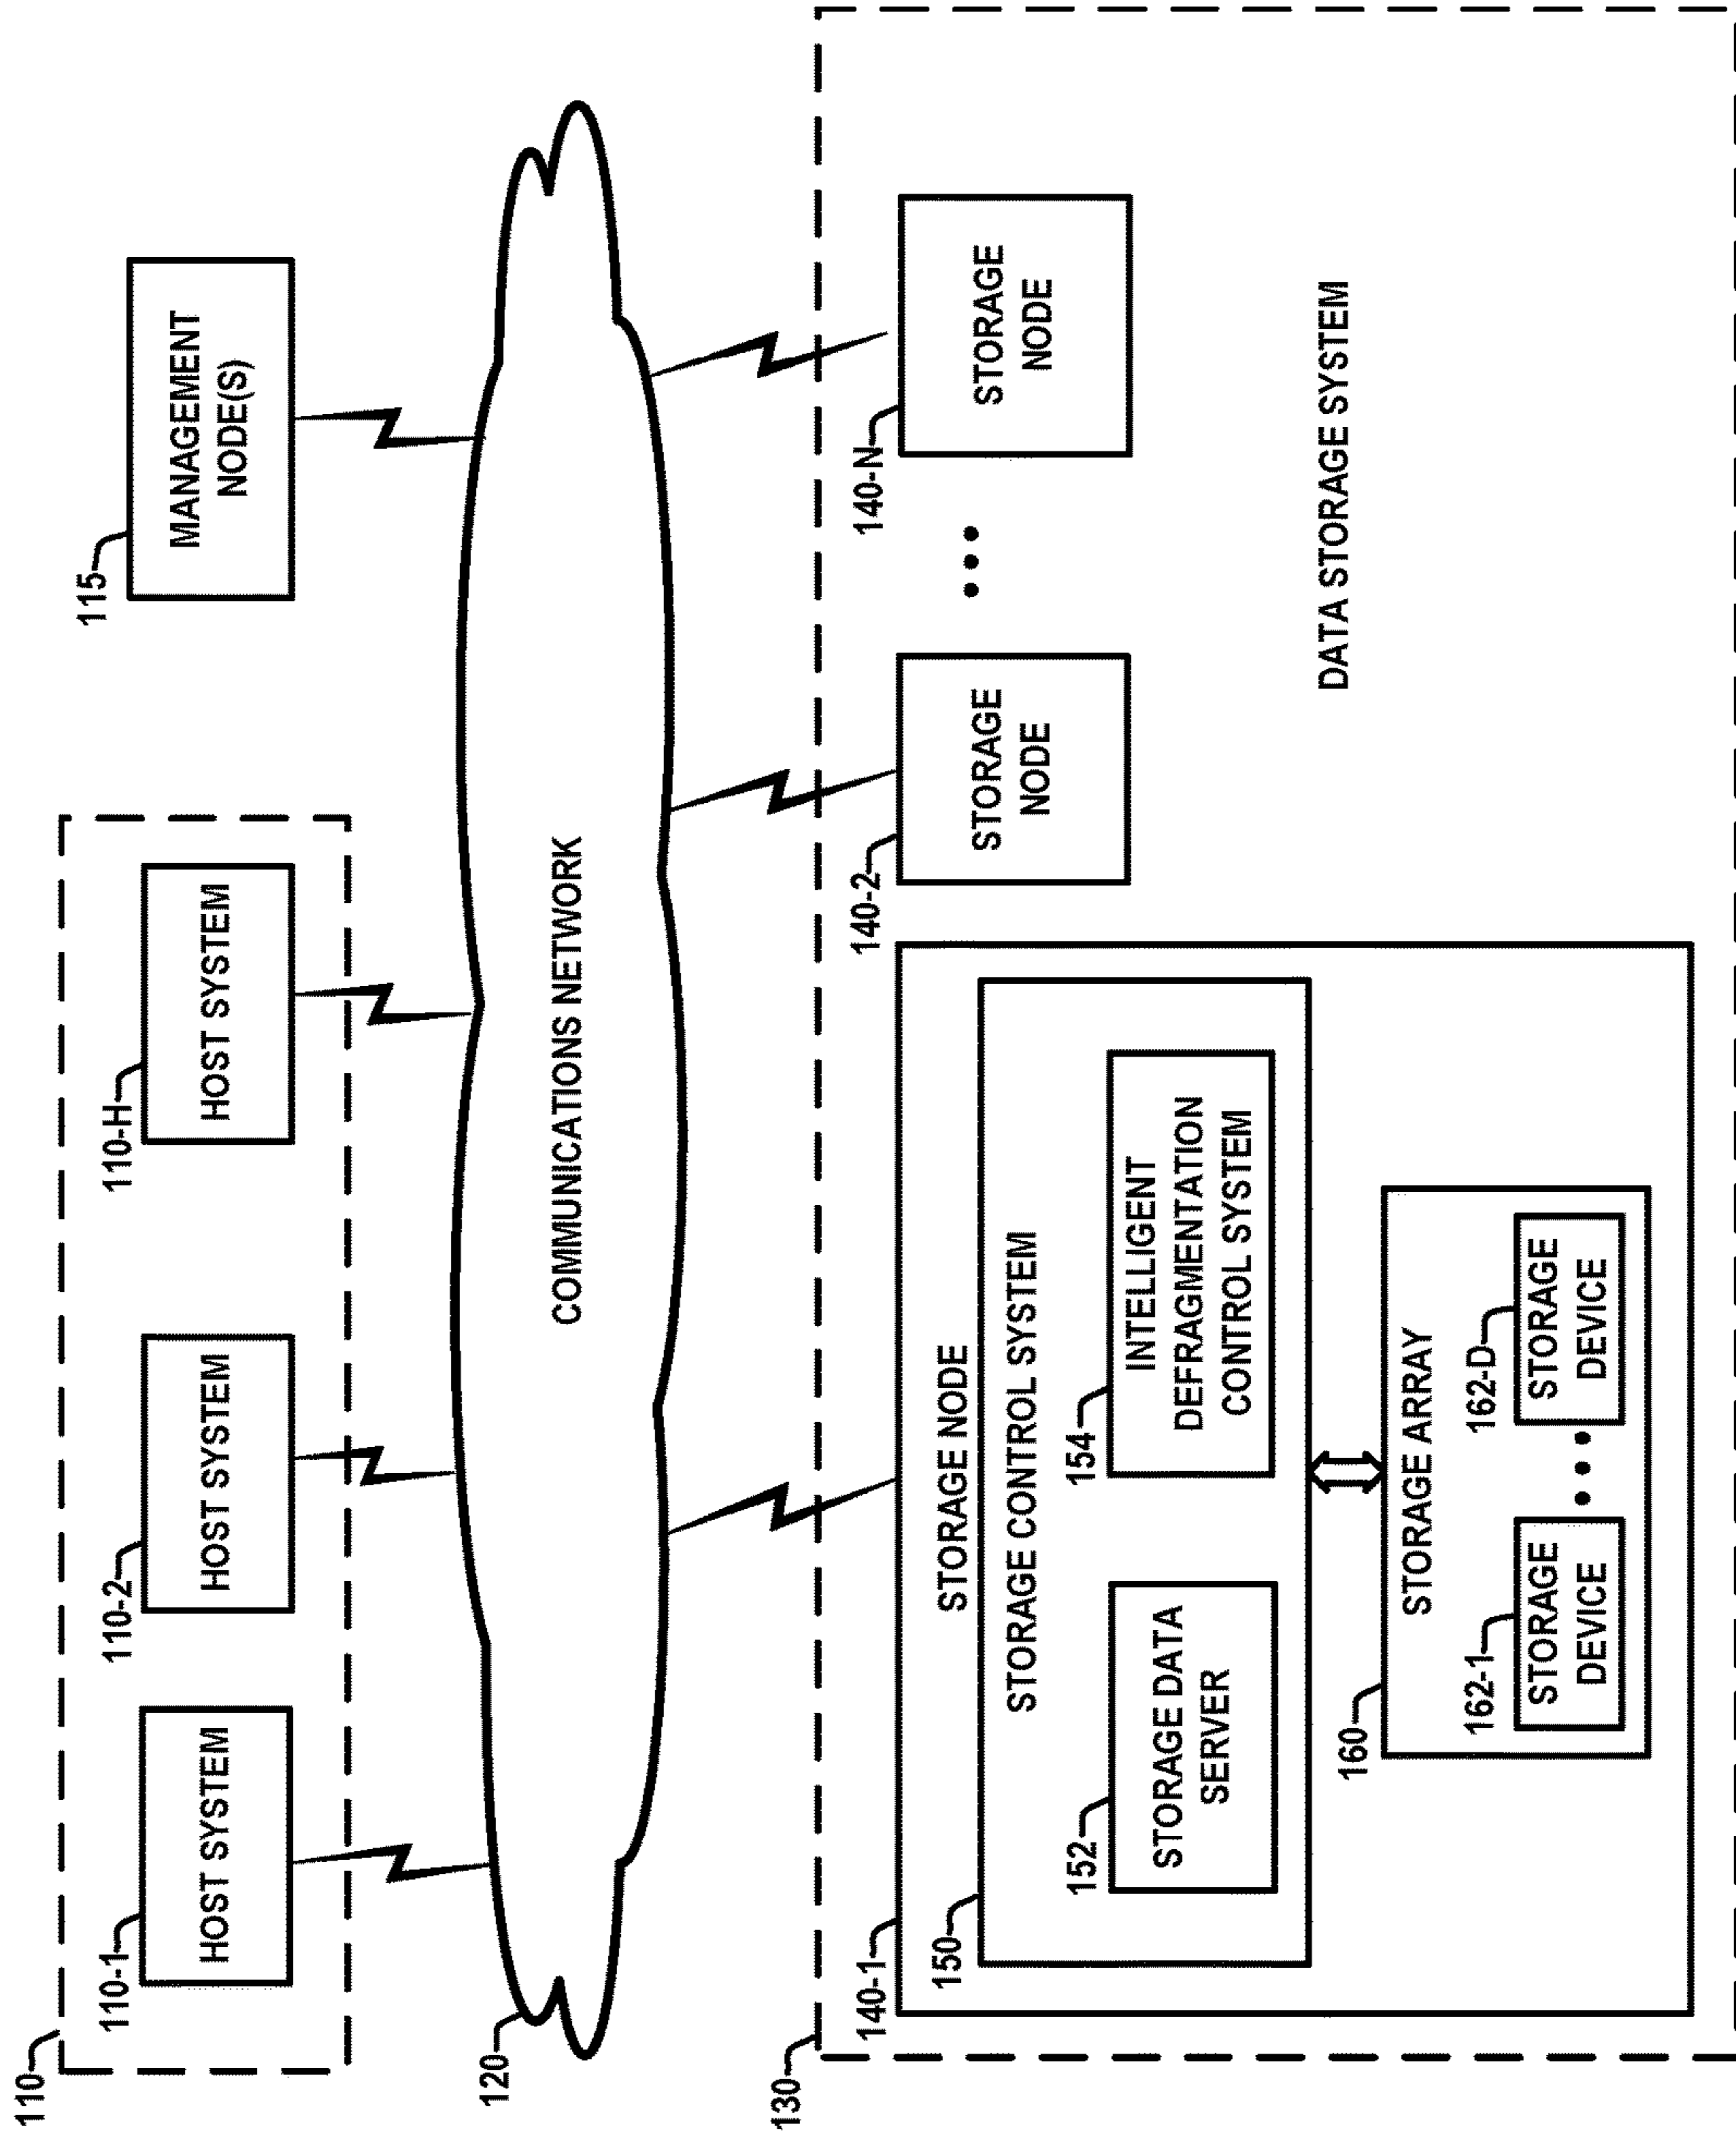 110
110-1
HOST SYSTEM
110-2
HOST SYSTEM
110-H
HOST SYSTEM
115
MANAGEMENT
NODE(S)
120
COMMUNICATIONS NETWORK
130
140-1
STORAGE NODE
150
STORAGE CONTROL SYSTEM
152
STORAGE DATA
SERVER
154
INTELLIGENT
DEFRAGMENTATION
CONTROL SYSTEM
160
STORAGE ARRAY
162-1
STORAGE
DEVICE
162-D
STORAGE
DEVICE
140-2
STORAGE
NODE
140-N
STORAGE
NODE
DATA STORAGE SYSTEM